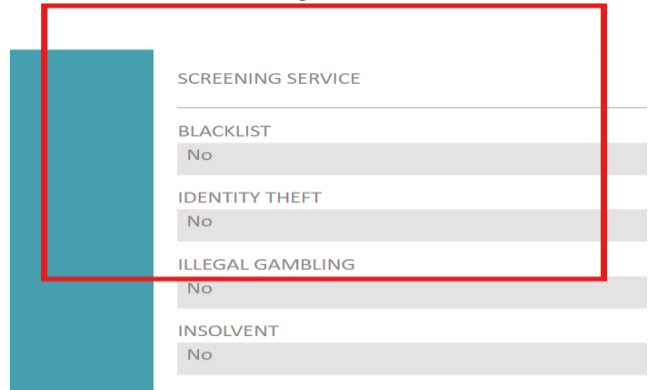 SCREENING SERVICE
BLACKLIST
No
IDENTITY THEFT
No
ILLEGAL GAMBLING
No
INSOLVENT
No